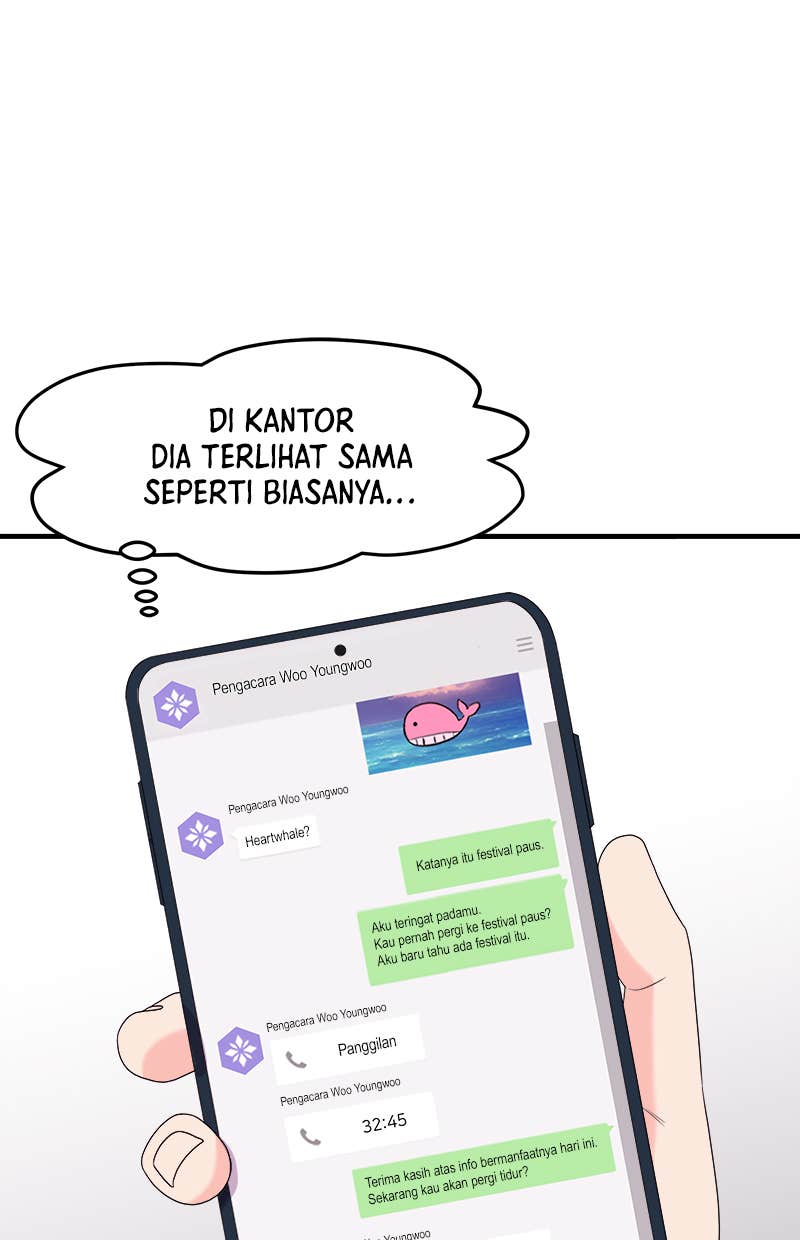 DI KANTOR
DIA TERLIHAT SAMA
SEPERTI BIASANYA...
Pengacara Woo Youngwoo
Pengacara Woo Youngwoo
Heartwhale?
Katanya itu festival paus.
Aku teringat padamu.
Kau pernah pergi ke festival paus?
Aku baru tahu ada festival itu.
Pengacara Woo Youngwoo
Panggilan
Pengacara Woo Youngwoo
32:45
Terima kasih atas info bermanfaatnya hari ini.
Sekarang kau akan pergi tidur?
Woo Youngwoo